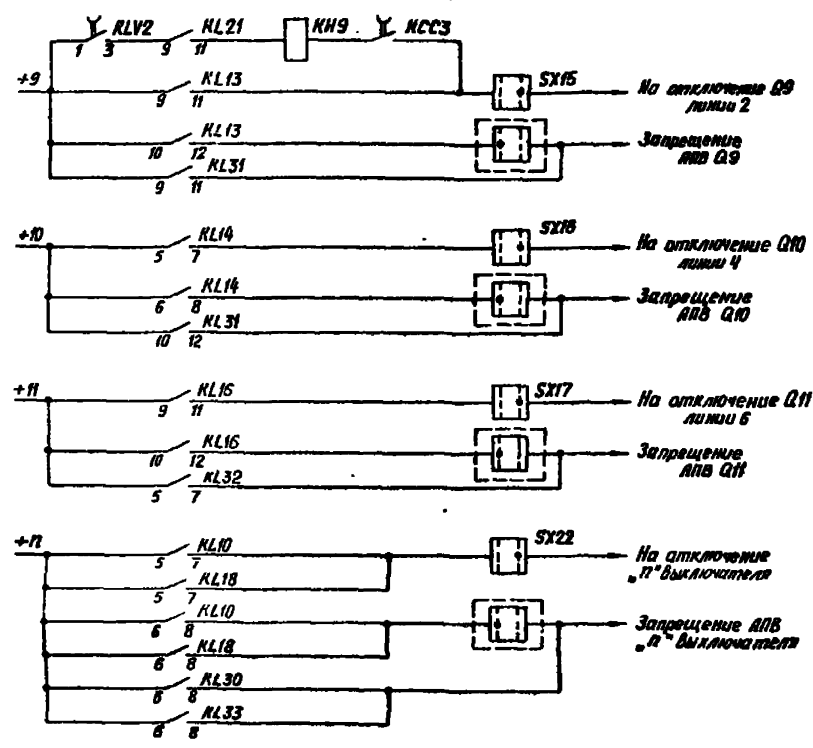 KLV2 KL21 KH9 KCC3
1 3 9 11
+9 KL13 SX15 На отключение Q9
9 11 линии 2
KL13 Запрещение
10 12 АПВ Q9
KL31
9 11
+10 KL14 SX16 На отключение Q10
5 7 линии 4
KL14 Запрещение
6 8 АПВ Q10
KL31
10 12
+11 KL16 SX17 На отключение Q11
9 11 линии 6
KL16 Запрещение
10 12 АПВ Q11
KL32
5 7
+n KL10 SX22 На отключение
5 7 „n" выключателя
KL18
5 7
KL10 Запрещение АПВ
6 8 „n" выключателя
KL18
6 8
KL30
6 8
KL33
6 8